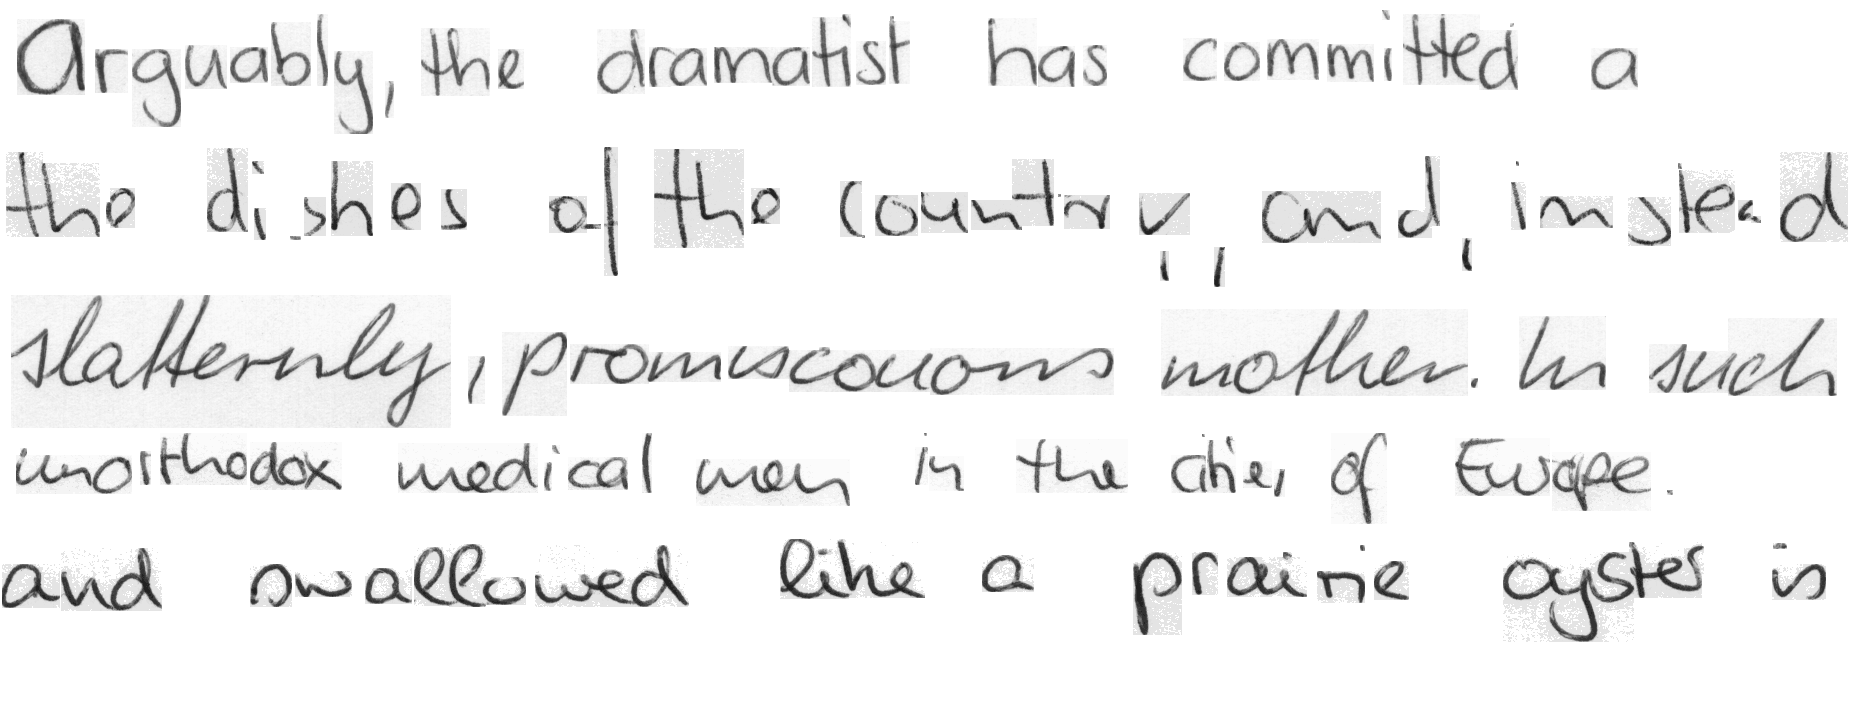 Arguably, the dramatist has committed a
the dishes of the country, and, instead
slatternly, promiscouous mother. In such
unorthodox medical men in the cities of Europe.
and swallowed like a prairie oyster is